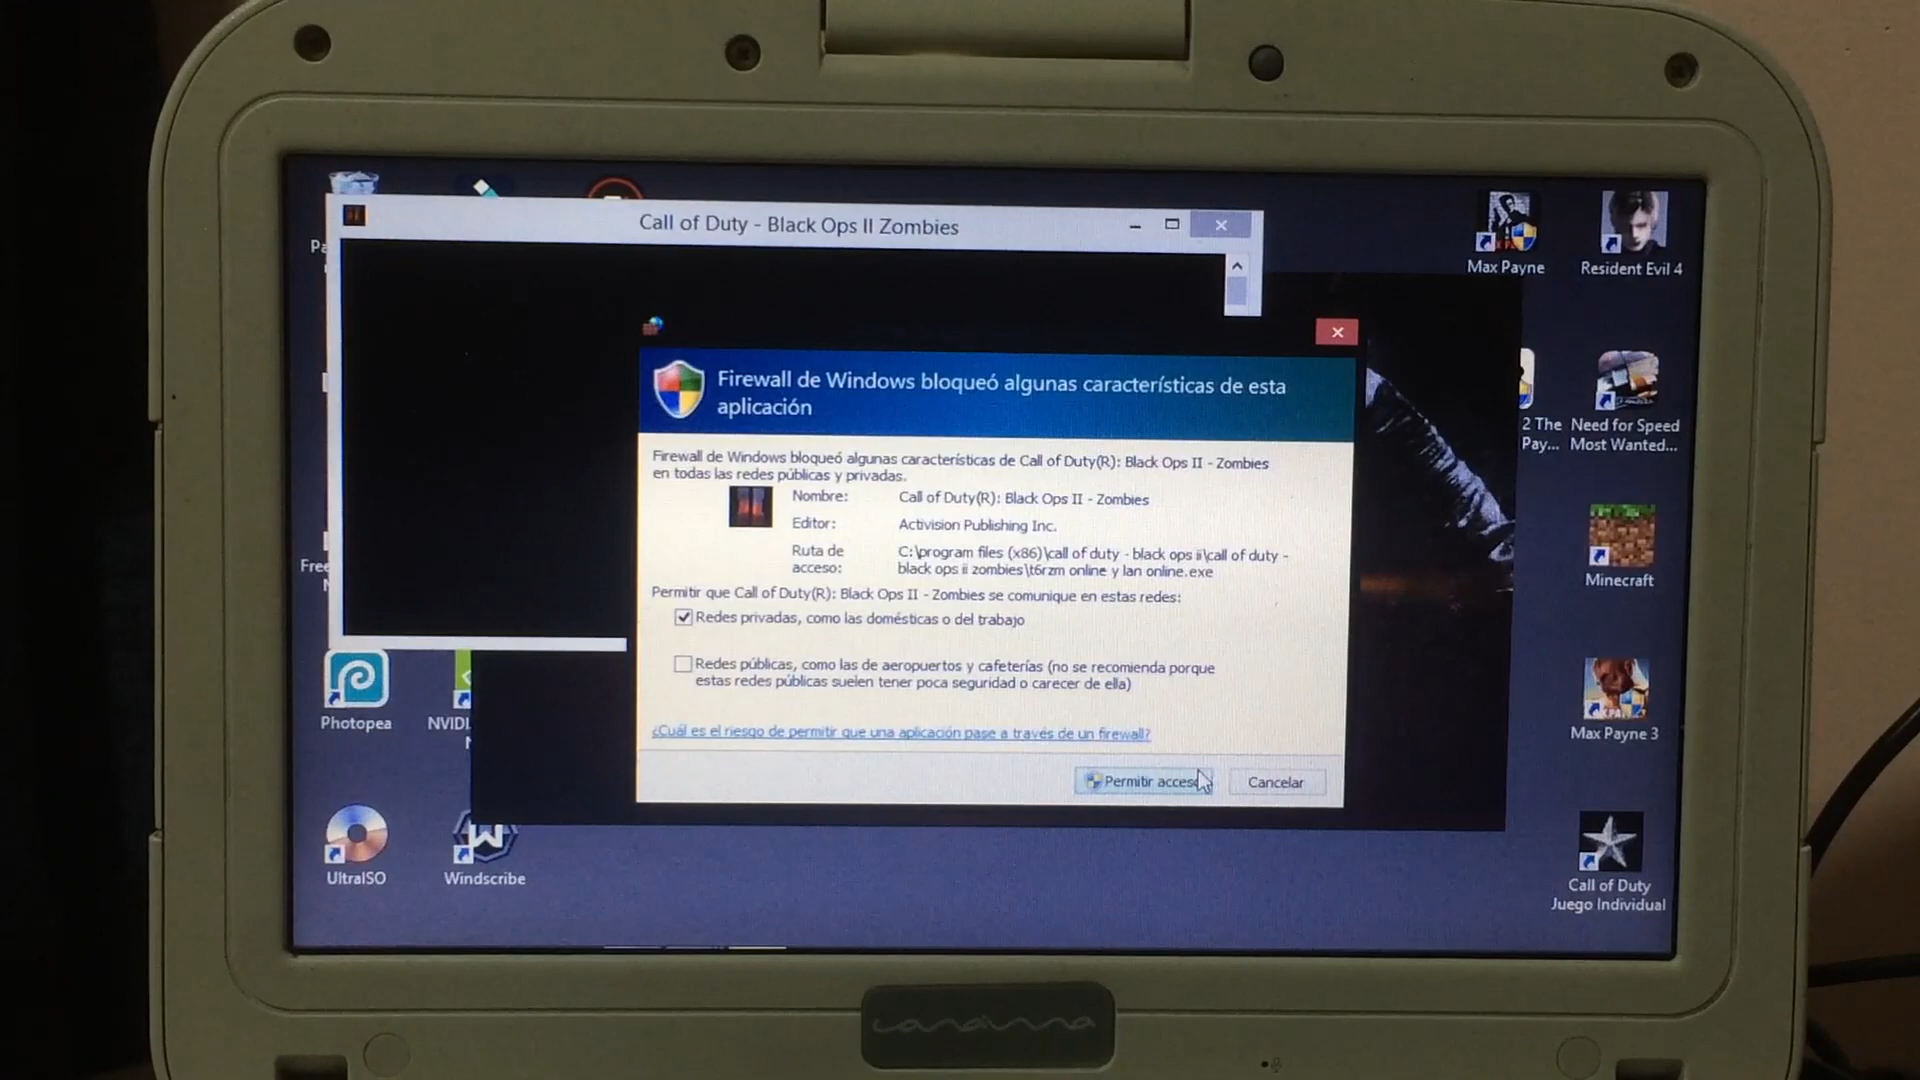 Call of Duty - Black Ops II Zombies
Max Payne
Resident Evil 4
Firewall de Windows bloqueó algunas características de esta
aplicación
Firewall de Windows bloqueó algunas características de Call of Duty(R): Black Ops II - Zombies
en todas las redes públicas y privadas.
Nombre: Call of Duty(R): Black Ops II - Zombies
Editor: Activision Publishing Inc.
Ruta de C:\program files (x86)\call of duty - black ops ii\call of duty -
acceso: black ops ii zombies\t6rzm online y lan online.exe
Permitir que Call of Duty(R): Black Ops II - Zombies se comunique en estas redes:
Redes privadas, como las domésticas o del trabajo
Redes públicas, como las de aeropuertos y cafeterías (no se recomienda porque
estas redes públicas suelen tener poca seguridad o carecer de ella)
¿Cuál es el riesgo de permitir que una aplicación pase a través de un firewall?
Permitir acceso
Cancelar
2 The
Pay...
Need for Speed
Most Wanted...
Minecraft
Max Payne 3
Call of Duty
Juego Individual
Free
Photopea
NVIDI
UltraISO
Windscribe